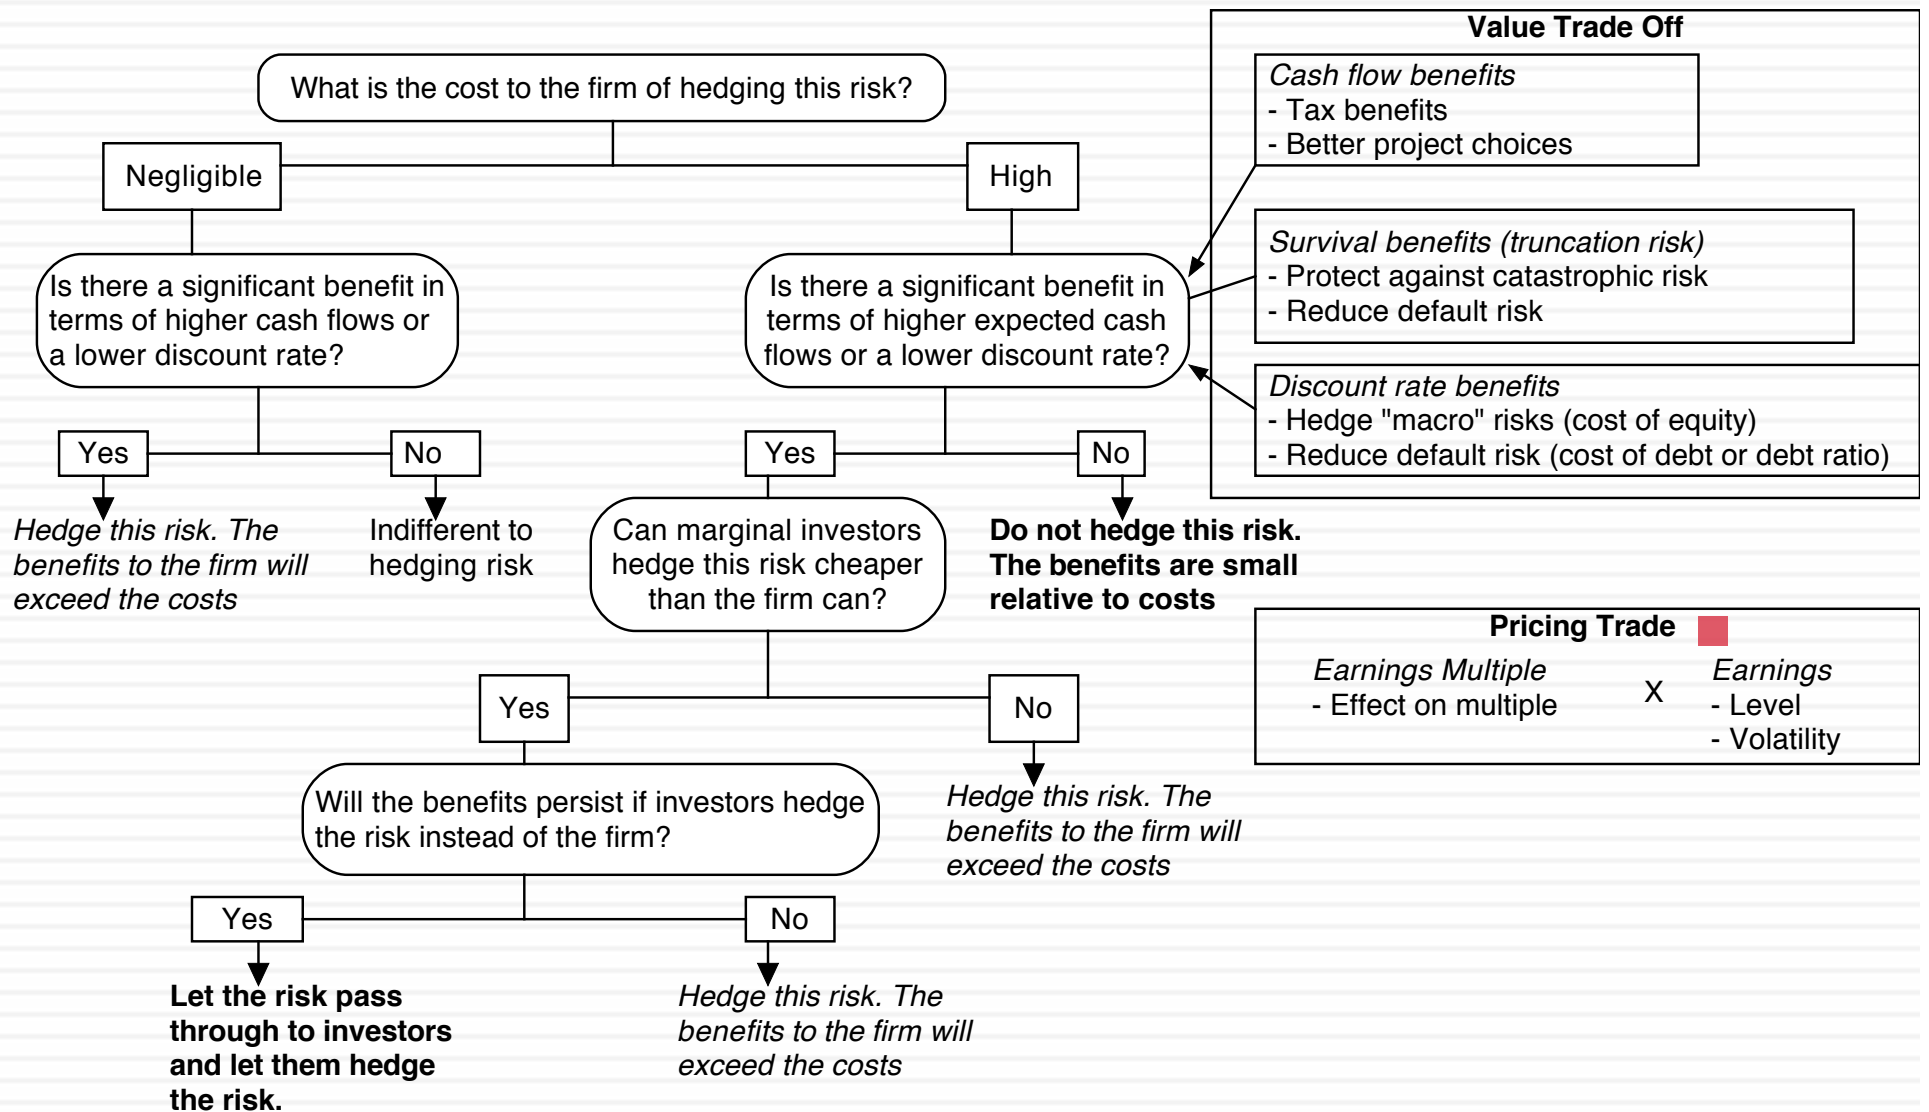 What is the cost to the firm of hedging this risk?
Negligible
High
Is there a significant benefit in
terms of higher cash flows or
a lower discount rate?
Is there a significant benefit in
terms of higher expected cash
flows or a lower discount rate?
Yes
No
Yes
No
Hedge this risk. The
benefits to the firm will
exceed the costs
Indifferent to
hedging risk
Can marginal investors
hedge this risk cheaper
than the firm can?
Do not hedge this risk.
The benefits are small
relative to costs
Yes
No
Will the benefits persist if investors hedge
the risk instead of the firm?
Hedge this risk. The
benefits to the firm will
exceed the costs
Yes
No
Let the risk pass
through to investors
and let them hedge
the risk.
Hedge this risk. The
benefits to the firm will
exceed the costs
Value Trade Off
Cash flow benefits
- Tax benefits
- Better project choices
Survival benefits (truncation risk)
- Protect against catastrophic risk
- Reduce default risk
Discount rate benefits
- Hedge "macro" risks (cost of equity)
- Reduce default risk (cost of debt or debt ratio)
Pricing Trade
Earnings Multiple
- Effect on multiple
X
Earnings
- Level
- Volatility